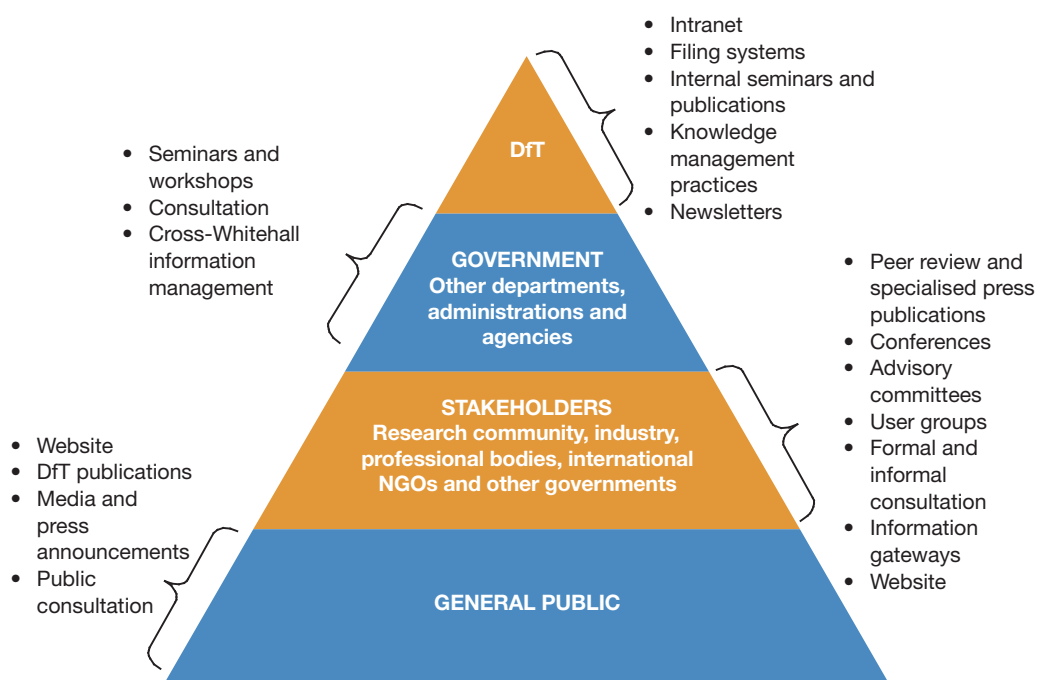 • Intranet
• Filing systems
• Internal seminars and
publications
• Knowledge
management
practices
• Newsletters
DfT
• Seminars and
workshops
• Consultation
• Cross-Whitehall
information
management
GOVERNMENT
Other departments,
administrations and
agencies
• Peer review and
specialised press
publications
• Conferences
• Advisory
committees
• User groups
• Formal and
informal
consultation
• Information
gateways
• Website
STAKEHOLDERS
Research community, industry,
professional bodies, international
NGOs and other governments
• Website
• DfT publications
• Media and
press
announcements
• Public
consultation
GENERAL PUBLIC